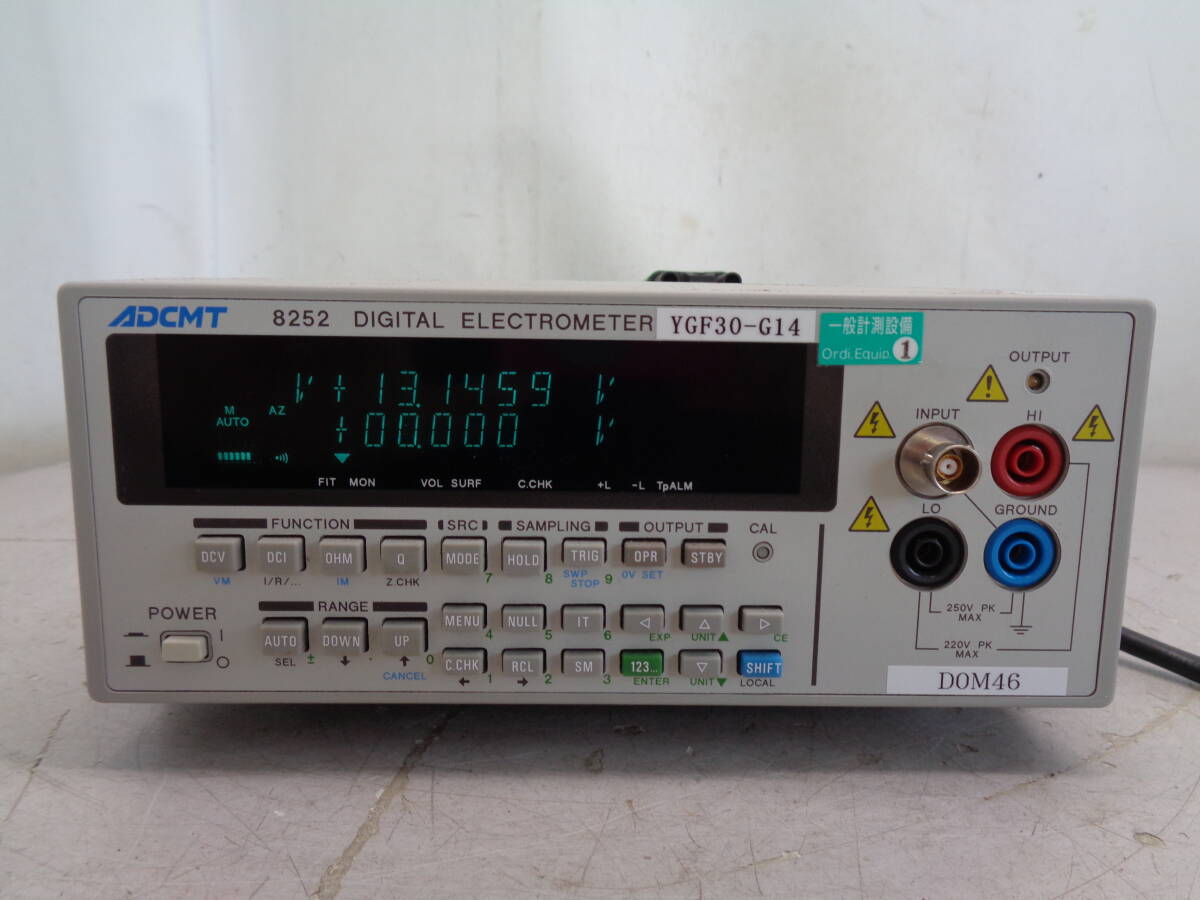 ADCMT 8252 DIGITAL ELECTROMETER YGF30-G14
一般計測設備
Ordi.Equip. 1
V + 13.1459 V
M AUTO AZ
+ 00.000 V
FIT MON VOL SURF C.CHK +L -L TpALM
OUTPUT
INPUT HI
LO GROUND
250V PK MAX
220V PK MAX
FUNCTION SRC SAMPLING OUTPUT CAL
DCV DCI OHM Q MODE HOLD TRIG OPR STBY
VM I/R/... IM Z.CHK 7 8 SWP STOP 9 0V SET
POWER
I
O
RANGE
MENU NULL IT ◁ △ ▷
4 5 6 EXP UNIT▲ CE
AUTO DOWN UP
SEL ± ↓ . ↑ 0
CANCEL
C.CHK RCL SM 123... ▽ SHIFT
← 1 → 2 3 ENTER UNIT▼ LOCAL
DOM46